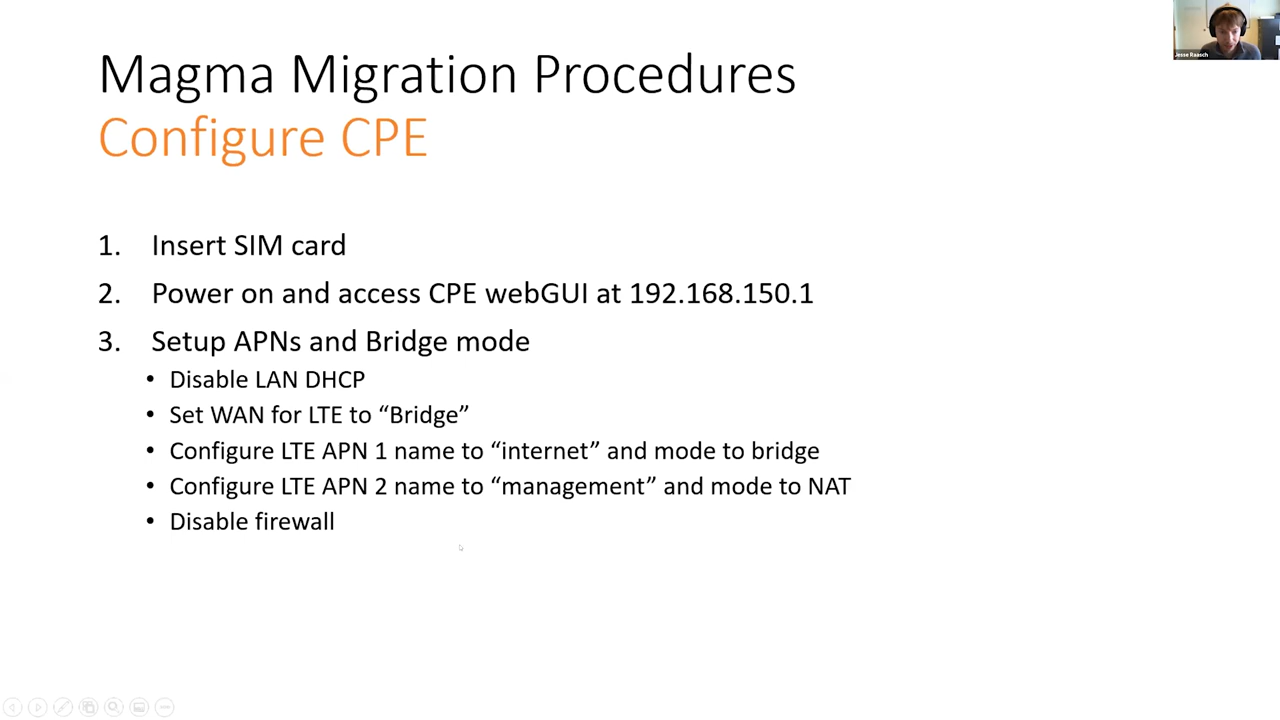 Magma Migration Procedures
Configure CPE
1. Insert SIM card
2. Power on and access CPE webGUI at 192.168.150.1
3. Setup APNs and Bridge mode
• Disable LAN DHCP
• Set WAN for LTE to “Bridge”
• Configure LTE APN 1 name to “internet” and mode to bridge
• Configure LTE APN 2 name to “management” and mode to NAT
• Disable firewall
Jesse Raasch